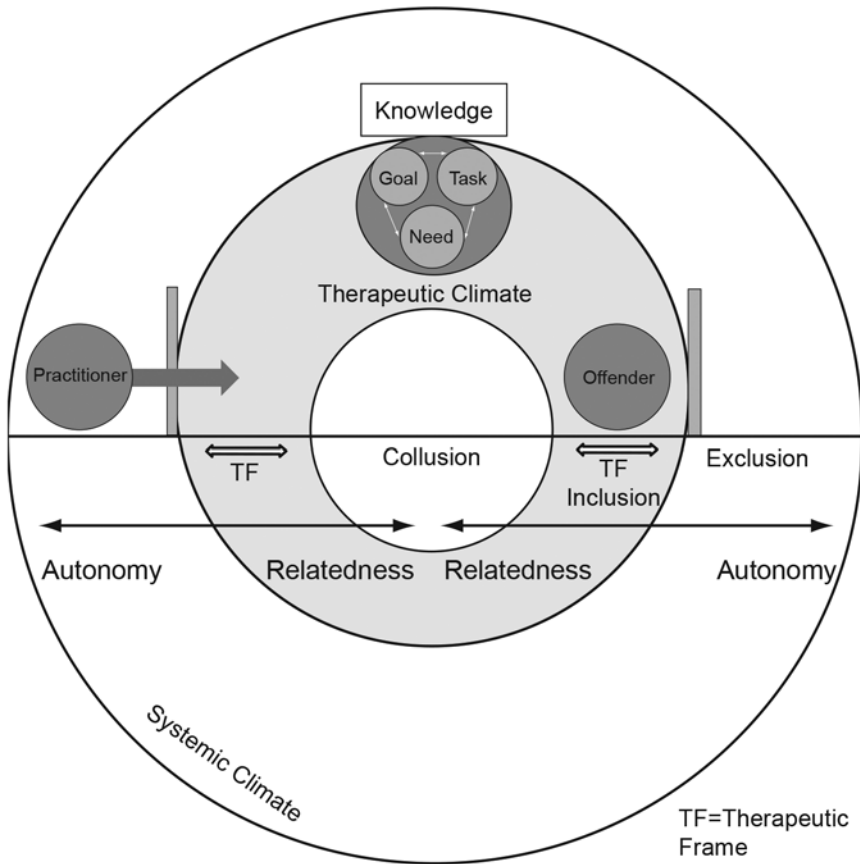 Knowledge
Goal Task
Need
Therapeutic Climate
Practitioner
Offender
TF
Collusion
TF
Inclusion
Exclusion
Autonomy Relatedness Relatedness Autonomy
Systemic Climate
TF=Therapeutic
Frame